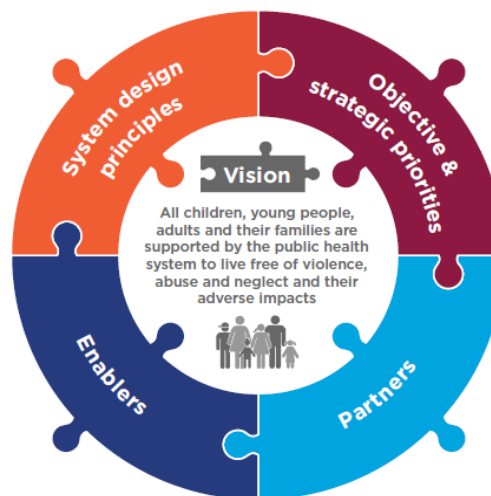 System design
principles
Objective &
strategic priorities
Vision
All children, young people,
adults and their families are
supported by the public health
system to live free of violence,
abuse and neglect and their
adverse impacts
Enablers
Partners